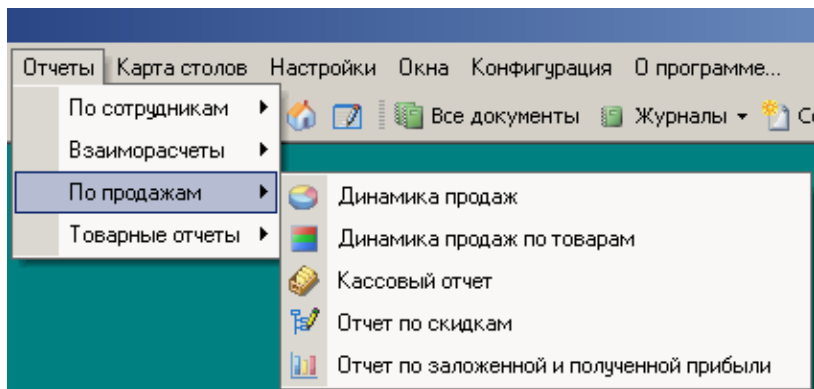 Отчеты Карта столов Настройки Окна Конфигурация О программе...
По сотрудникам
Все документы Журналы
Взаиморасчеты
По продажам
Динамика продаж
Товарные отчеты
Динамика продаж по товарам
Кассовый отчет
Отчет по скидкам
Отчет по заложенной и полученной прибыли